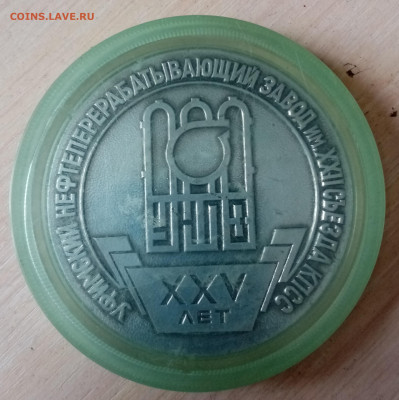 COINS.LAVE.RU
УФИМСКИЙ НЕФТЕПЕРЕРАБАТЫВАЮЩИЙ ЗАВОД ИМ. XXII СЪЕЗДА КПСС
УНПЗ
XXV
ЛЕТ